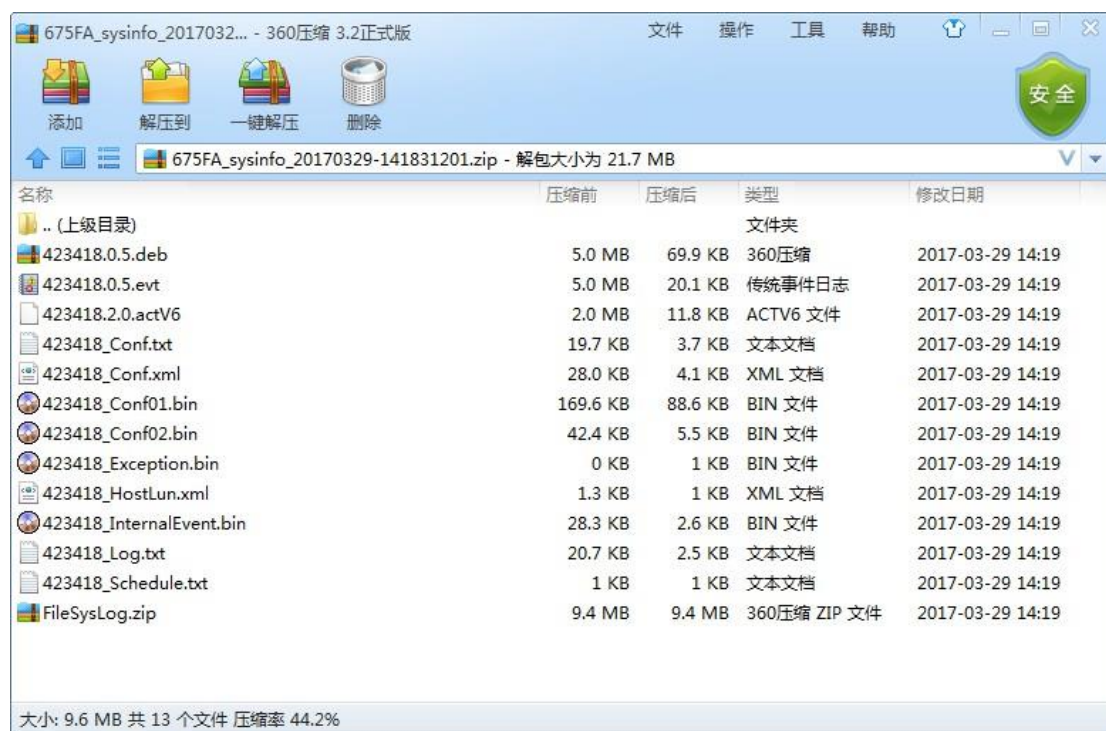 675FA_sysinfo_2017032... - 360压缩 3.2正式版 文件 操作 工具 帮助
添加 解压到 一键解压 删除 安全
675FA_sysinfo_20170329-141831201.zip - 解包大小为 21.7 MB
名称 压缩前 压缩后 类型 修改日期
.. (上级目录) 文件夹
423418.0.5.deb 5.0 MB 69.9 KB 360压缩 2017-03-29 14:19
423418.0.5.evt 5.0 MB 20.1 KB 传统事件日志 2017-03-29 14:19
423418.2.0.actV6 2.0 MB 11.8 KB ACTV6 文件 2017-03-29 14:19
423418_Conf.txt 19.7 KB 3.7 KB 文本文档 2017-03-29 14:19
423418_Conf.xml 28.0 KB 4.1 KB XML 文档 2017-03-29 14:19
423418_Conf01.bin 169.6 KB 88.6 KB BIN 文件 2017-03-29 14:19
423418_Conf02.bin 42.4 KB 5.5 KB BIN 文件 2017-03-29 14:19
423418_Exception.bin 0 KB 1 KB BIN 文件 2017-03-29 14:19
423418_HostLun.xml 1.3 KB 1 KB XML 文档 2017-03-29 14:19
423418_InternalEvent.bin 28.3 KB 2.6 KB BIN 文件 2017-03-29 14:19
423418_Log.txt 20.7 KB 2.5 KB 文本文档 2017-03-29 14:19
423418_Schedule.txt 1 KB 1 KB 文本文档 2017-03-29 14:19
FileSysLog.zip 9.4 MB 9.4 MB 360压缩 ZIP 文件 2017-03-29 14:19
大小: 9.6 MB 共 13 个文件 压缩率 44.2%